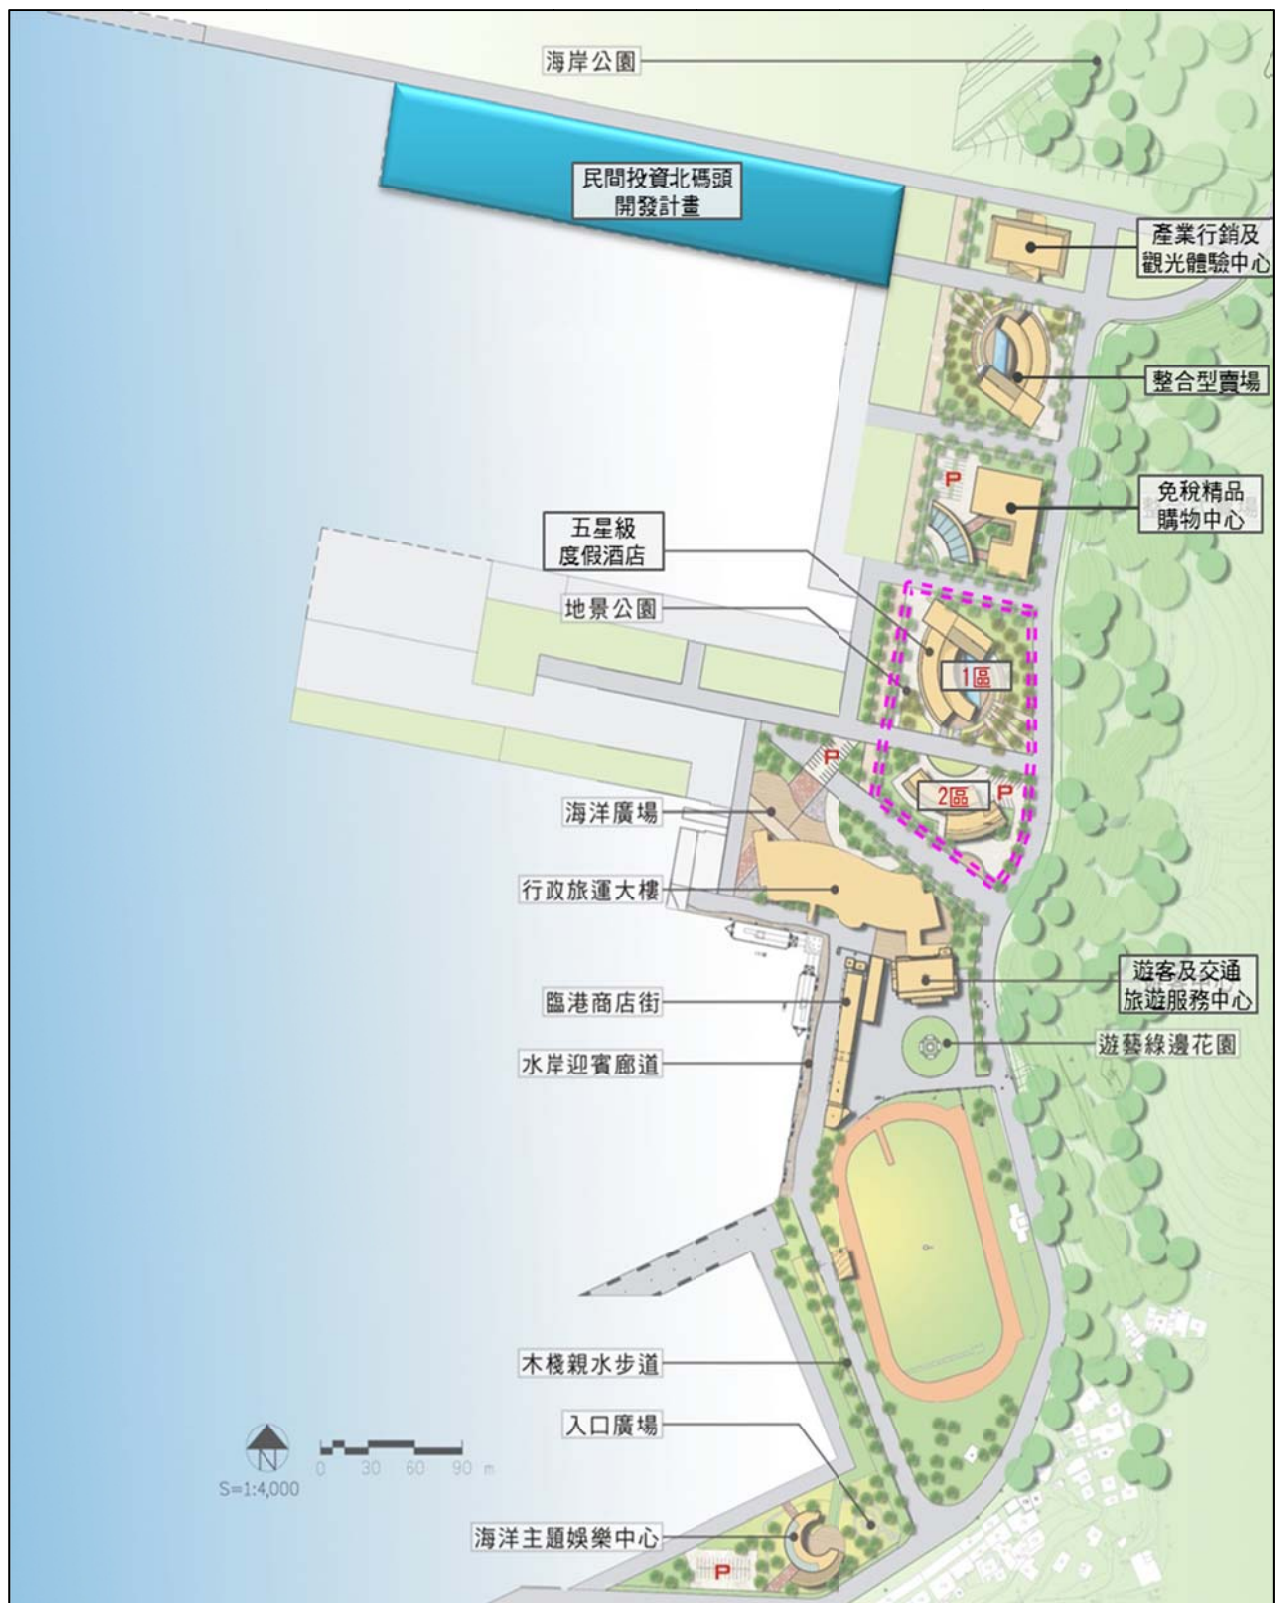 海岸公園
民間投資北碼頭
開發計畫
產業行銷及
觀光體驗中心
整合型賣場
P
免稅精品
購物中心
五星級
度假酒店
地景公園
1區
P
2區
P
海洋廣場
行政旅運大樓
遊客及交通
旅遊服務中心
臨港商店街
遊藝綠邊花園
水岸迎賓廊道
木棧親水步道
入口廣場
N
0 30 60 90 m
S=1:4,000
海洋主題娛樂中心
P